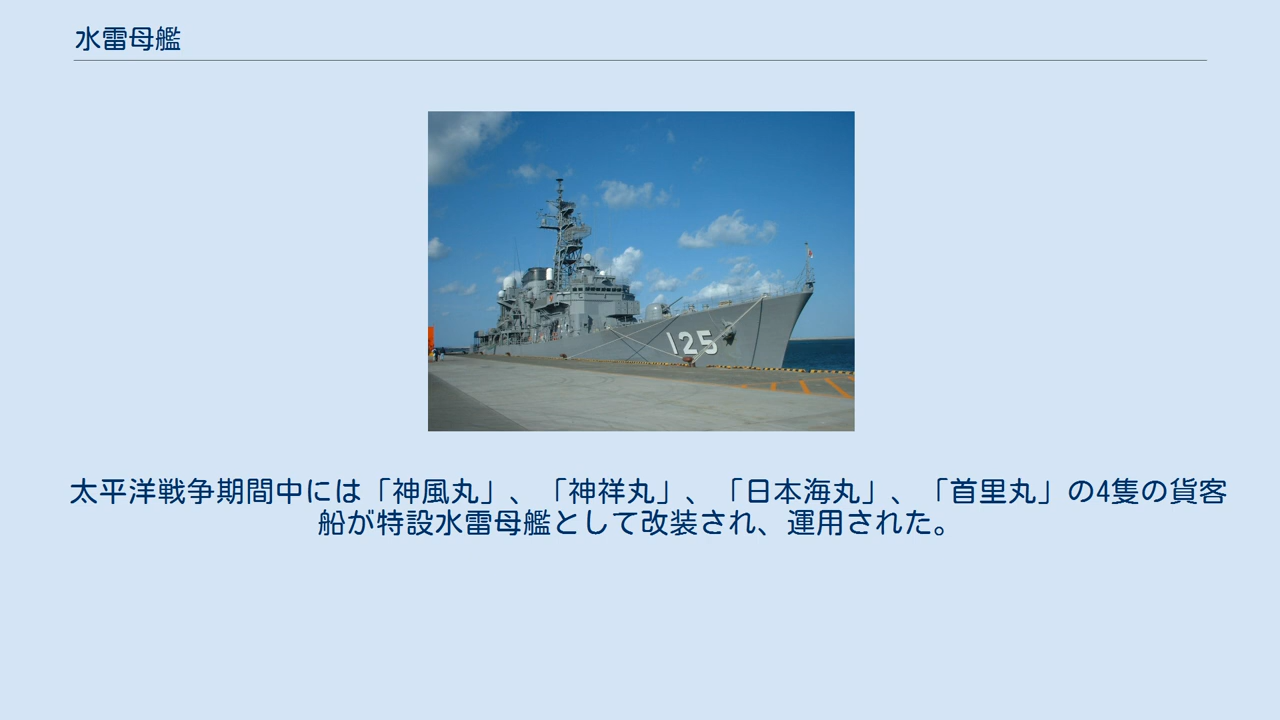 水雷母艦
125
太平洋戦争期間中には「神風丸」、「神祥丸」、「日本海丸」、「首里丸」の4隻の貨客
船が特設水雷母艦として改装され、運用された。